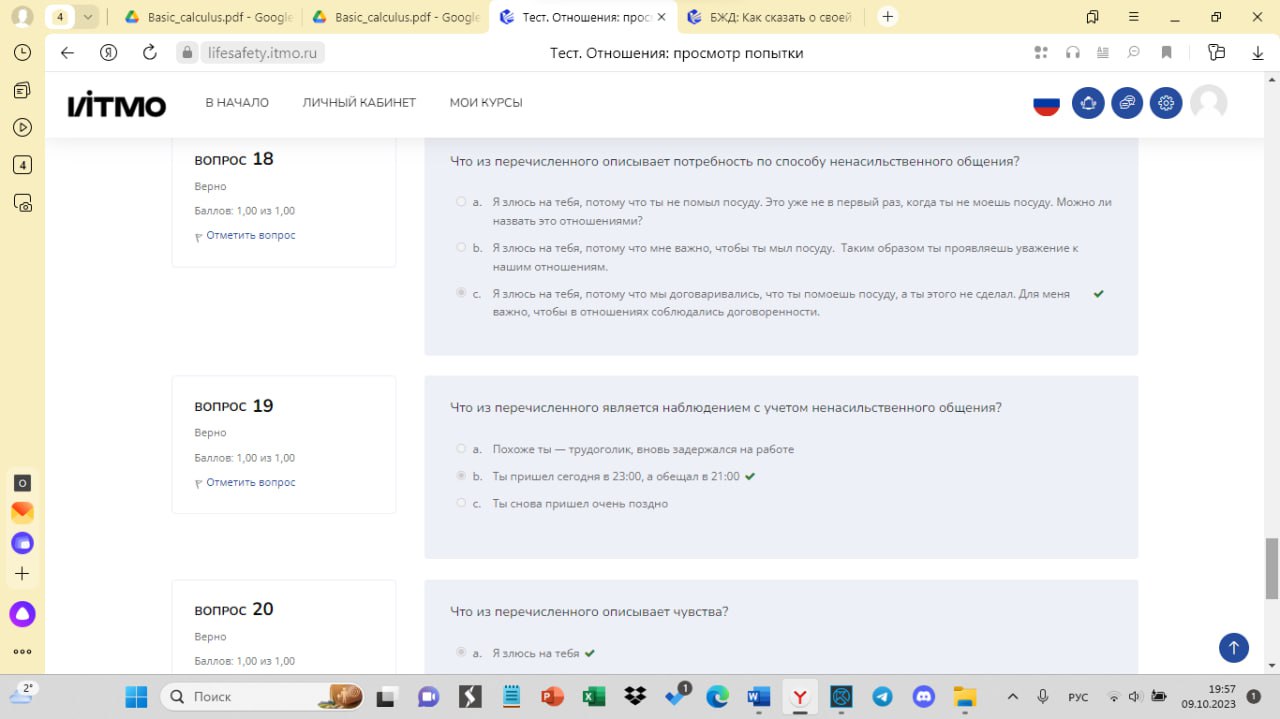 4
Basic_calculus.pdf - Google
Basic_calculus.pdf - Google
Тест. Отношения: прос
БЖД: Как сказать о своей
Я
lifesafety.itmo.ru
Тест. Отношения: просмотр попытки
ИТМО
В НАЧАЛО
ЛИЧНЫЙ КАБИНЕТ
МОИ КУРСЫ
4
ВОПРОС 18
Верно
Баллов: 1,00 из 1,00
Отметить вопрос
Что из перечисленного описывает потребность по способу ненасильственного общения?
a. Я злюсь на тебя, потому что ты не помыл посуду. Это уже не в первый раз, когда ты не моешь посуду. Можно ли
назвать это отношениями?
b. Я злюсь на тебя, потому что мне важно, чтобы ты мыл посуду. Таким образом ты проявляешь уважение к
нашим отношениям.
c. Я злюсь на тебя, потому что мы договаривались, что ты помоешь посуду, а ты этого не сделал. Для меня
важно, чтобы в отношениях соблюдались договоренности.
ВОПРОС 19
Верно
Баллов: 1,00 из 1,00
Отметить вопрос
Что из перечисленного является наблюдением с учетом ненасильственного общения?
a. Похоже ты — трудоголик, вновь задержался на работе
b. Ты пришел сегодня в 23:00, а обещал в 21:00
c. Ты снова пришел очень поздно
ВОПРОС 20
Верно
Баллов: 1,00 из 1,00
Что из перечисленного описывает чувства?
a. Я злюсь на тебя
2°
Поиск
1
РУС
19:57
09.10.2023
1